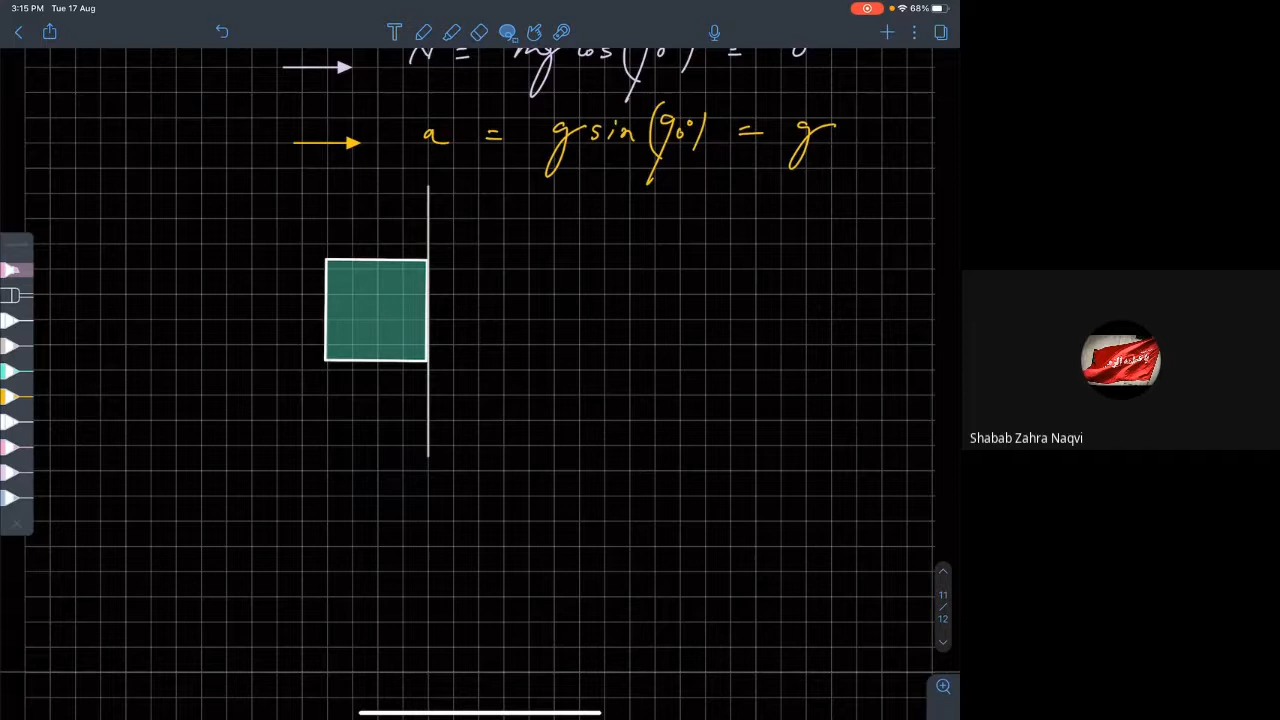 3:15 PM Tue 17 Aug
68%
N = mg cos(90°) = 0
a = g sin(90°) = g
11
/
12
Shabab Zahra Naqvi